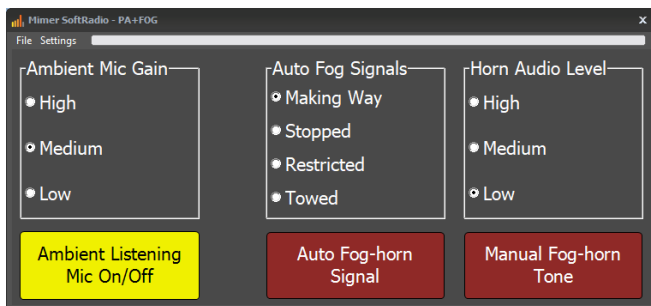 Mimer SoftRadio - PA+FOG
x
File Settings
Ambient Mic Gain
High
Medium
Low
Auto Fog Signals
Making Way
Stopped
Restricted
Towed
Horn Audio Level
High
Medium
Low
Ambient Listening
Mic On/Off
Auto Fog-horn
Signal
Manual Fog-horn
Tone